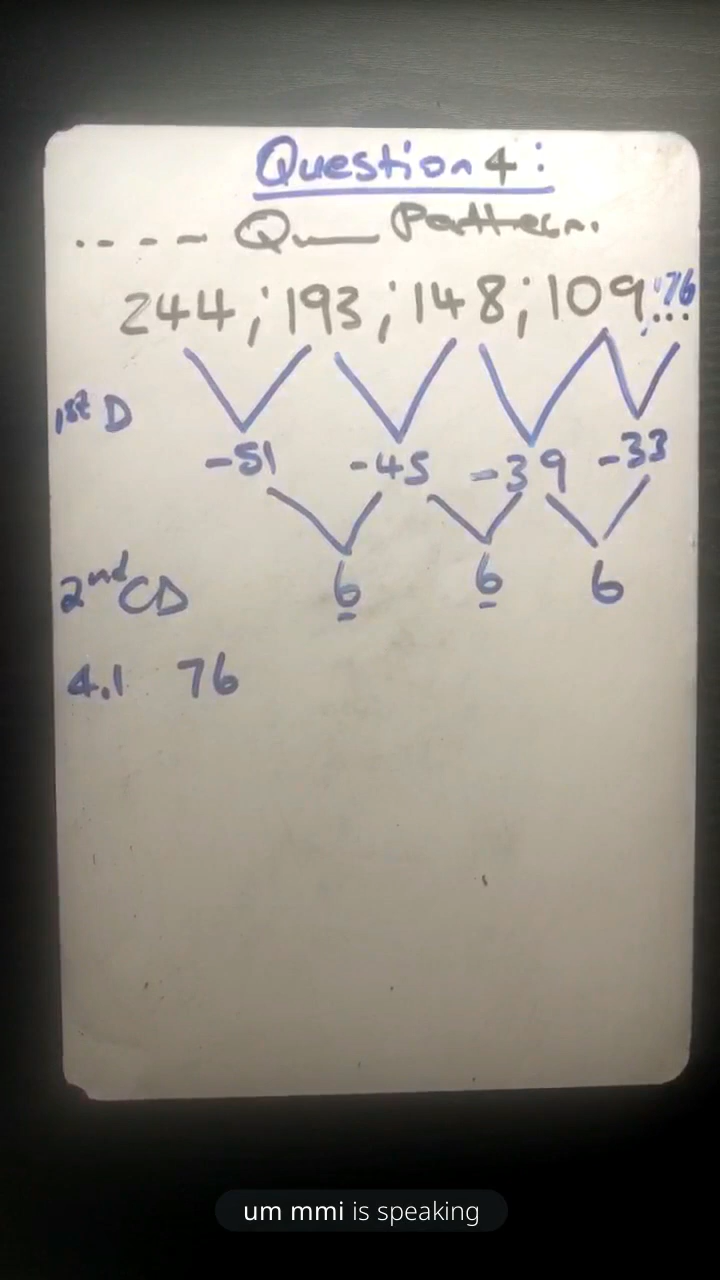 Question 4:
---- Q___ Pattern.
244; 193; 148; 109; 76...
1st D
-51 -45 -39 -33
2nd CD
6 6 6
4.1 76
um mmi is speaking